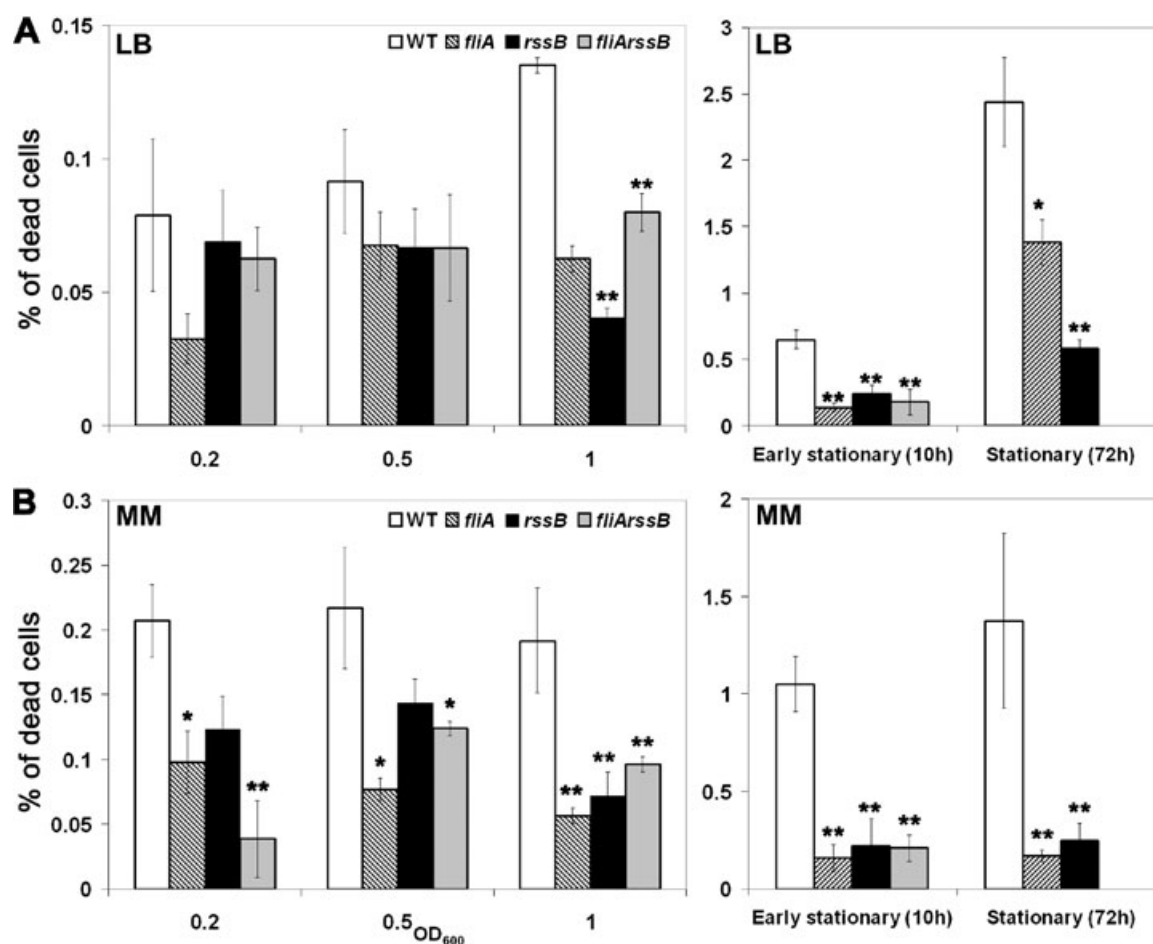 A
LB
WT fliA rssB fliArssB
% of dead cells
0.15
0.1
0.05
0
**
**
0.2 0.5 1
LB
3
2.5
2
1.5
1
0.5
0
** ** **
*
**
Early stationary (10h) Stationary (72h)
B
MM
WT fliA rssB fliArssB
% of dead cells
0.3
0.25
0.2
0.15
0.1
0.05
0
* **
* *
** ** **
0.2 0.5 1
OD600
MM
2
1.5
1
0.5
0
** ** **
** **
Early stationary (10h) Stationary (72h)